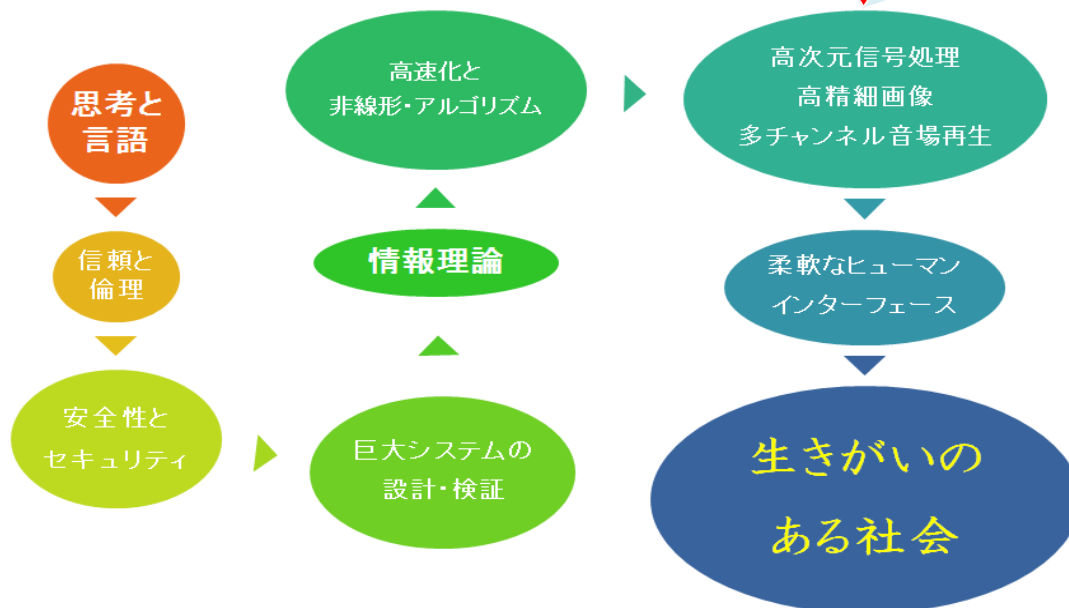 思考と
言語
信頼と
倫理
安全性と
セキュリティ
巨大システムの
設計・検証
情報理論
高速化と
非線形・アルゴリズム
高次元信号処理
高精細画像
多チャンネル音場再生
柔軟なヒューマン
インターフェース
生きがいの
ある社会